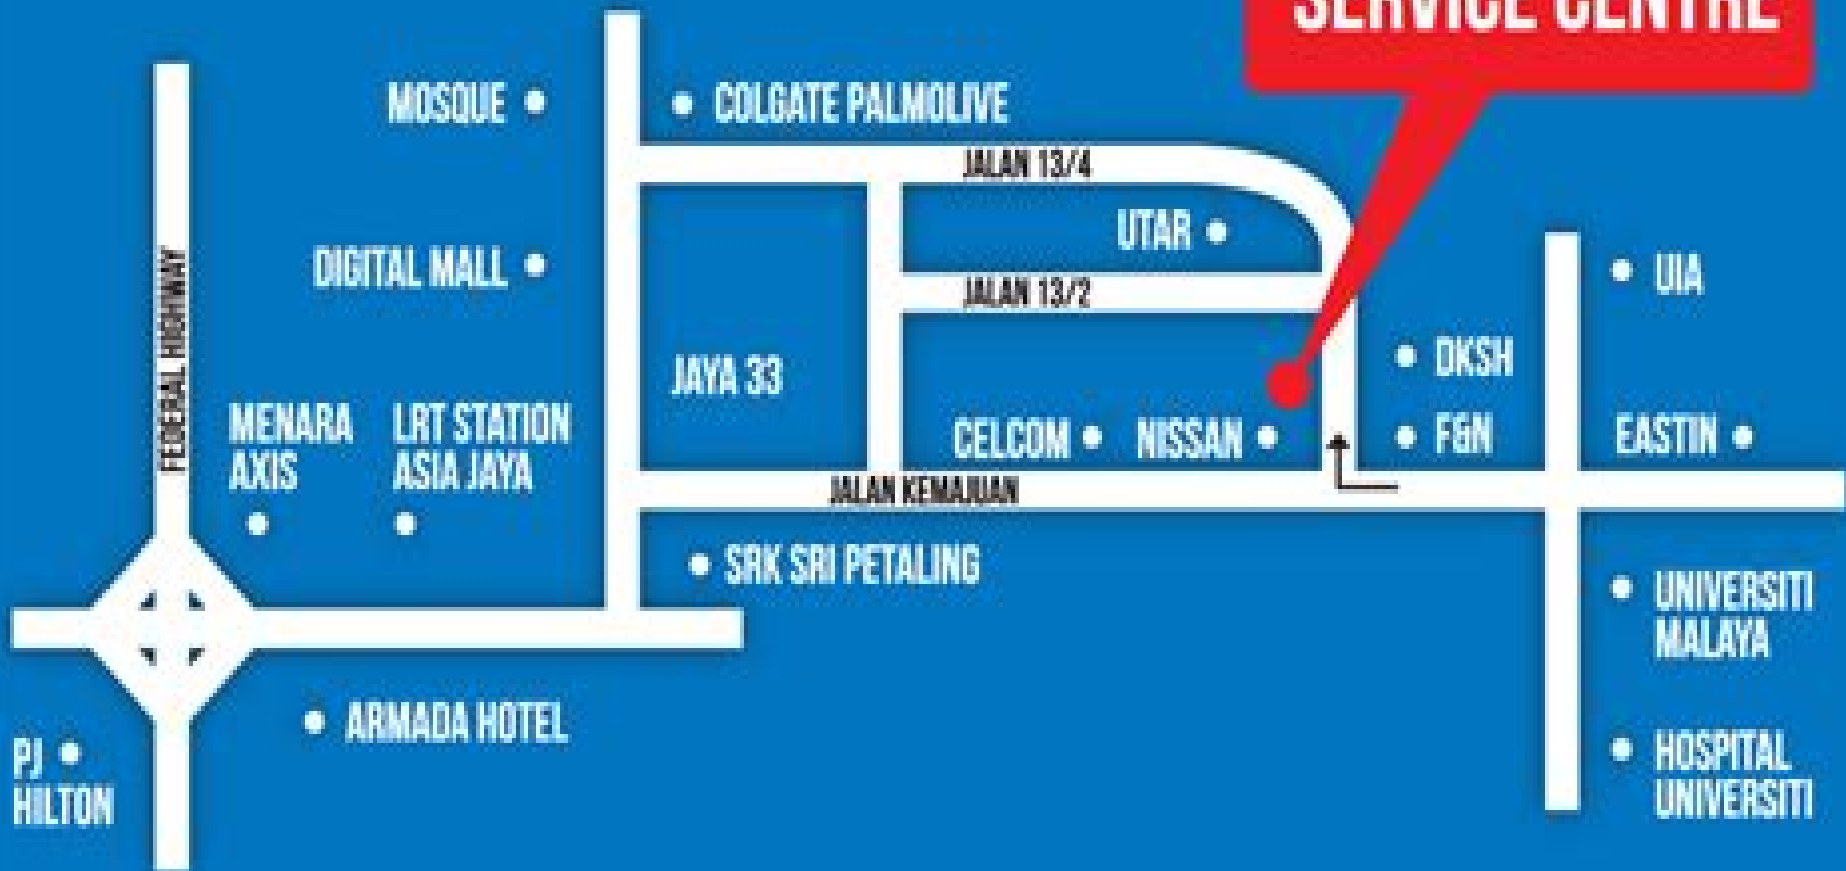 SERVICE CENTRE
MOSQUE
COLGATE PALMOLIVE
JALAN 13/4
UTAR
DIGITAL MALL
JALAN 13/2
UIA
FEDERAL HIGHWAY
JAYA 33
DKSH
MENARA
AXIS
LRT STATION
ASIA JAYA
CELCOM
NISSAN
F&N
EASTIN
JALAN KEMAJUAN
SRK SRI PETALING
UNIVERSITI
MALAYA
ARMADA HOTEL
PJ
HILTON
HOSPITAL
UNIVERSITI